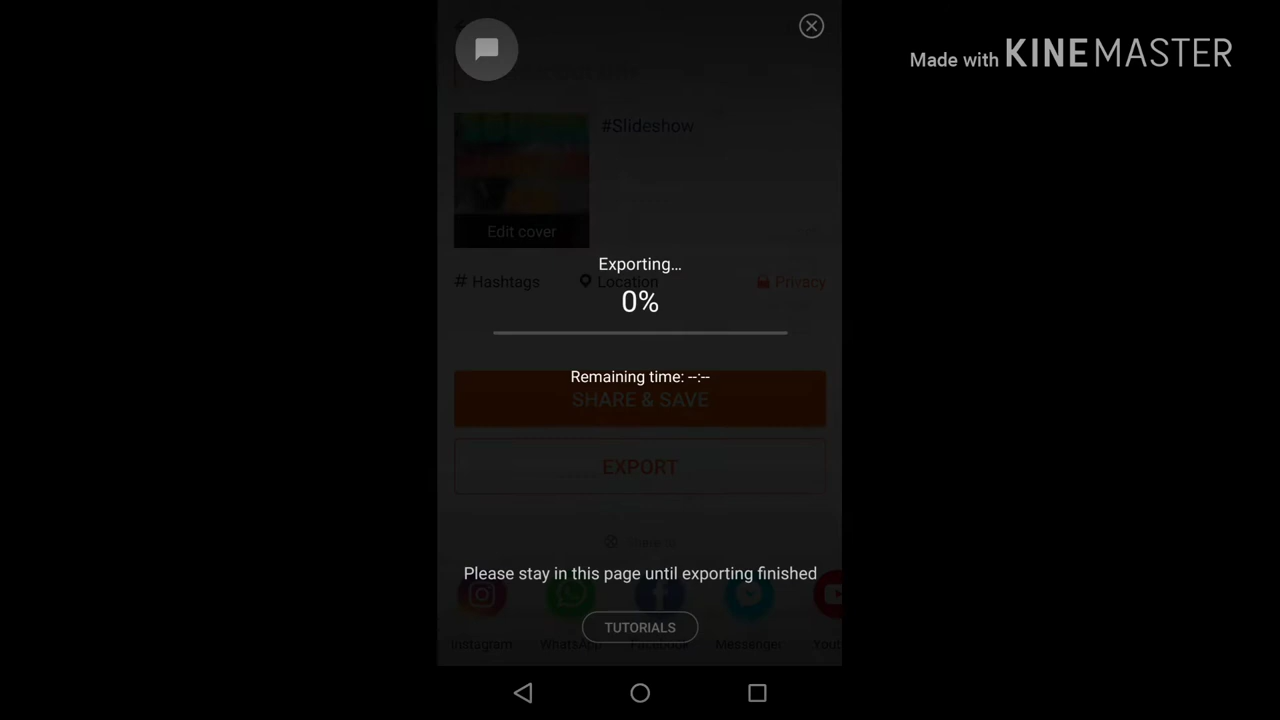 Made with KINEMASTER
#Slideshow
Edit cover
Exporting...
# Hashtags Location Privacy
0%
Remaining time: --:--
SHARE & SAVE
EXPORT
Please stay in this page until exporting finished
TUTORIALS
Instagram WhatsApp Facebook Messenger Yout